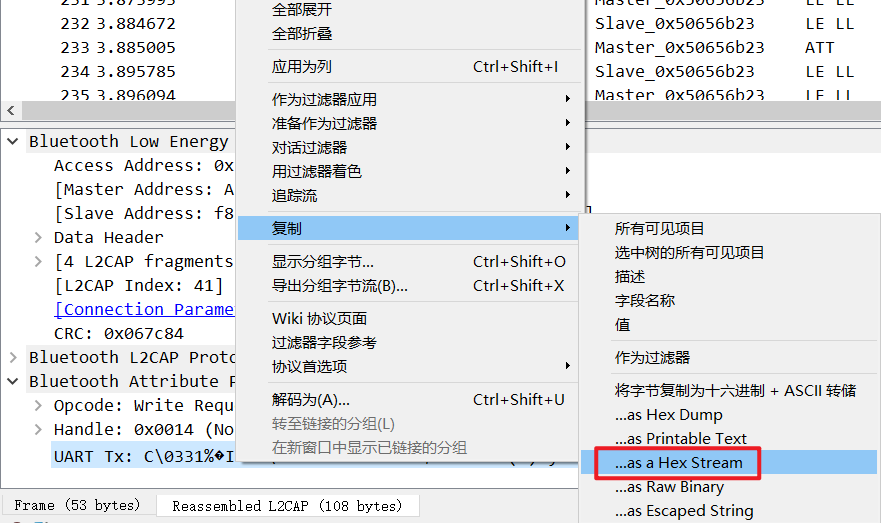 231 3.875995 LE LL
232 3.884672 Slave_0x50656b23 LE LL
233 3.885005 Master_0x50656b23 ATT
234 3.895785 Slave_0x50656b23 LE LL
235 3.896094 Master_0x50656b23 LE LL
Bluetooth Low Energy
Access Address: 0x
[Master Address: A
[Slave Address: f8
Data Header
[4 L2CAP fragments
[L2CAP Index: 41]
[Connection Parame
CRC: 0x067c84
Bluetooth L2CAP Proto
Bluetooth Attribute P
Opcode: Write Requ
Handle: 0x0014 (No
UART Tx: C\0331%�I
Frame (53 bytes)
Reassembled L2CAP (108 bytes)
全部展开
全部折叠
应用为列 Ctrl+Shift+I
作为过滤器应用
准备作为过滤器
对话过滤器
用过滤器着色
追踪流
复制
显示分组字节... Ctrl+Shift+O
导出分组字节流(B)... Ctrl+Shift+X
Wiki 协议页面
过滤器字段参考
协议首选项
解码为(A)... Ctrl+Shift+U
转至链接的分组(L)
在新窗口中显示已链接的分组
所有可见项目
选中树的所有可见项目
描述
字段名称
值
作为过滤器
将字节复制为十六进制 + ASCII 转储
...as Hex Dump
...as Printable Text
...as a Hex Stream
...as Raw Binary
...as Escaped String